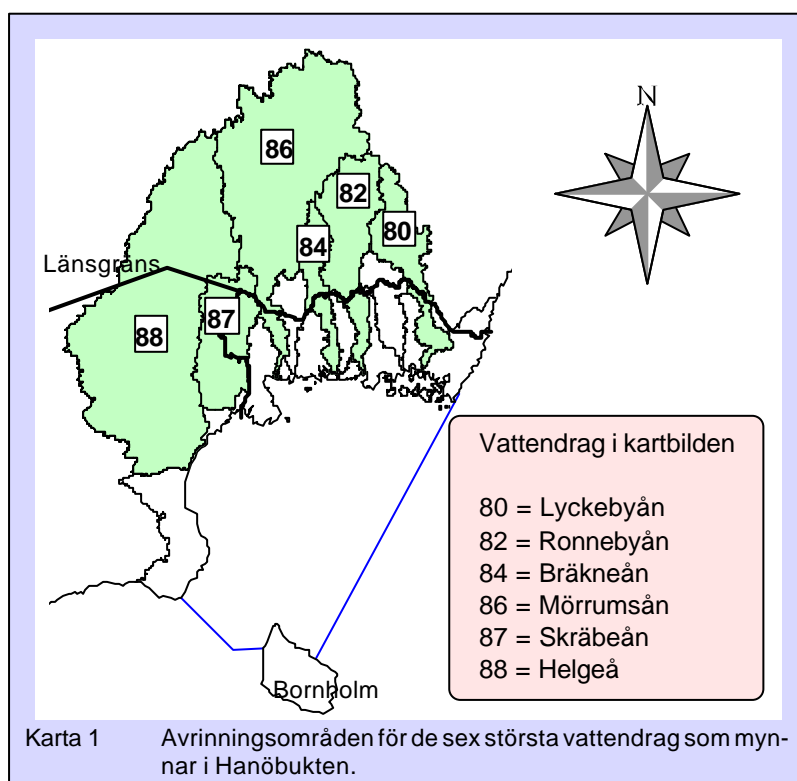 N
86
82
80
84
Länsgräns
87
88
Vattendrag i kartbilden
80 = Lyckebyån
82 = Ronnebyån
84 = Bräkneån
86 = Mörrumsån
87 = Skräbeån
88 = Helgeå
Bornholm
Karta 1 Avrinningsområden för de sex största vattendrag som myn-
nar i Hanöbukten.